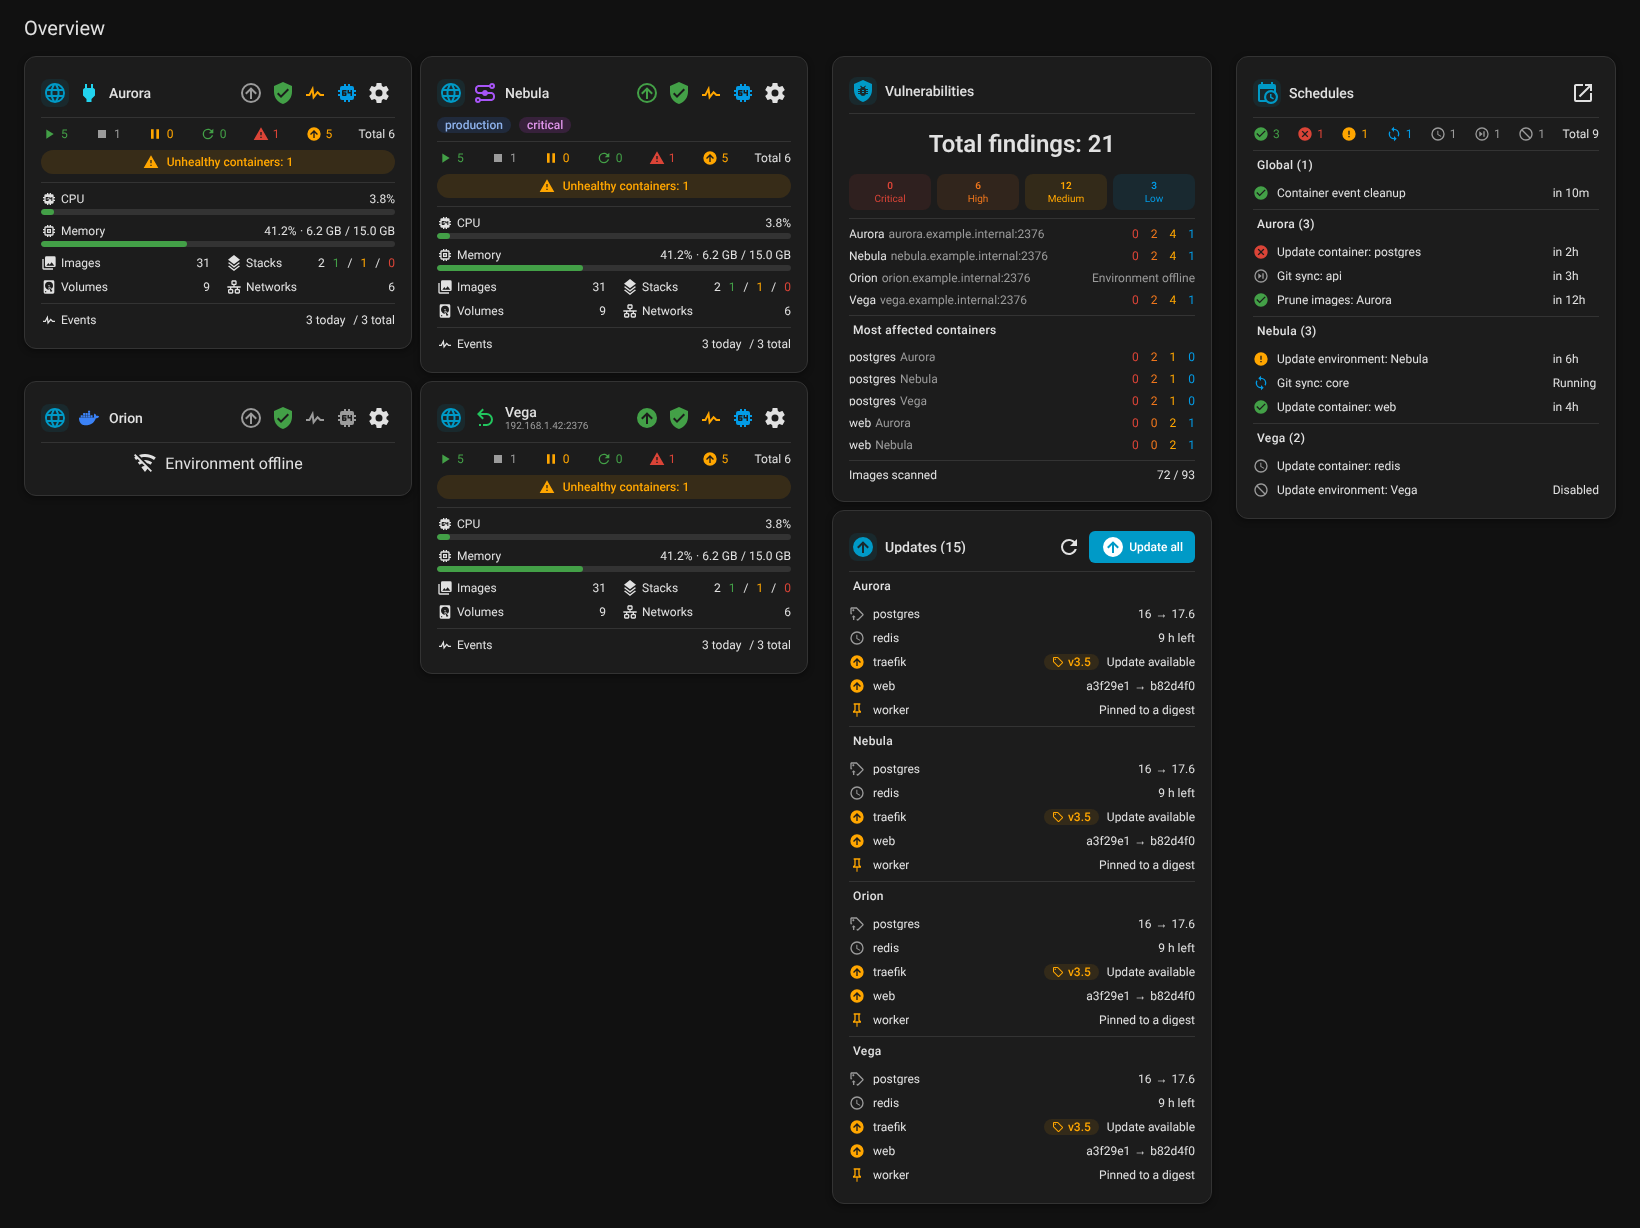 Overview
Aurora
5 1 0 0 1 5 Total 6
Unhealthy containers: 1
CPU 3.8%
Memory 41.2% · 6.2 GB / 15.0 GB
Images 31 Stacks 2 1 / 1 / 0
Volumes 9 Networks 6
Events 3 today / 3 total
Nebula
production critical
5 1 0 0 1 5 Total 6
Unhealthy containers: 1
CPU 3.8%
Memory 41.2% · 6.2 GB / 15.0 GB
Images 31 Stacks 2 1 / 1 / 0
Volumes 9 Networks 6
Events 3 today / 3 total
Orion
Environment offline
Vega
192.168.1.42:2376
5 1 0 0 1 5 Total 6
Unhealthy containers: 1
CPU 3.8%
Memory 41.2% · 6.2 GB / 15.0 GB
Images 31 Stacks 2 1 / 1 / 0
Volumes 9 Networks 6
Events 3 today / 3 total
Vulnerabilities
Total findings: 21
0 6 12 3
Critical High Medium Low
Aurora aurora.example.internal:2376 0 2 4 1
Nebula nebula.example.internal:2376 0 2 4 1
Orion orion.example.internal:2376 Environment offline
Vega vega.example.internal:2376 0 2 4 1
Most affected containers
postgres Aurora 0 2 1 0
postgres Nebula 0 2 1 0
postgres Vega 0 2 1 0
web Aurora 0 0 2 1
web Nebula 0 0 2 1
Images scanned 72 / 93
Updates (15) Update all
Aurora
postgres 16 → 17.6
redis 9 h left
traefik v3.5 Update available
web a3f29e1 → b82d4f0
worker Pinned to a digest
Nebula
postgres 16 → 17.6
redis 9 h left
traefik v3.5 Update available
web a3f29e1 → b82d4f0
worker Pinned to a digest
Orion
postgres 16 → 17.6
redis 9 h left
traefik v3.5 Update available
web a3f29e1 → b82d4f0
worker Pinned to a digest
Vega
postgres 16 → 17.6
redis 9 h left
traefik v3.5 Update available
web a3f29e1 → b82d4f0
worker Pinned to a digest
Schedules
3 1 1 1 1 1 1 Total 9
Global (1)
Container event cleanup in 10m
Aurora (3)
Update container: postgres in 2h
Git sync: api in 3h
Prune images: Aurora in 12h
Nebula (3)
Update environment: Nebula in 6h
Git sync: core Running
Update container: web in 4h
Vega (2)
Update container: redis
Update environment: Vega Disabled